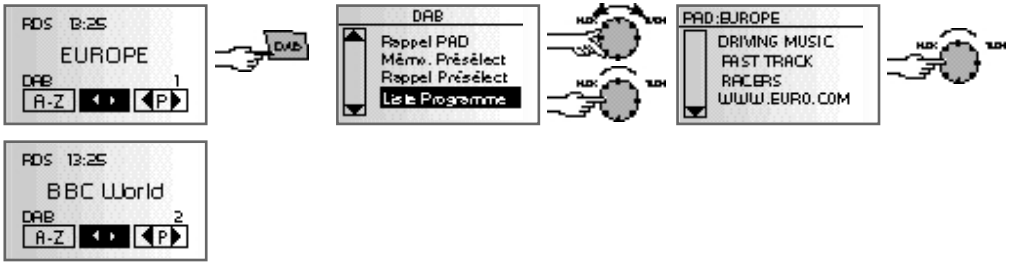 RDS 13:25
EUROPE
DAB 1
A-Z P
DAB
DAB
Rappel PAD
Mémo. Présélect
Rappel Présélect
Liste Programme
PAD:EUROPE
DRIVING MUSIC
FAST TRACK
RACERS
WWW.EURO.COM
RDS 13:25
BBC World
DAB 2
A-Z P